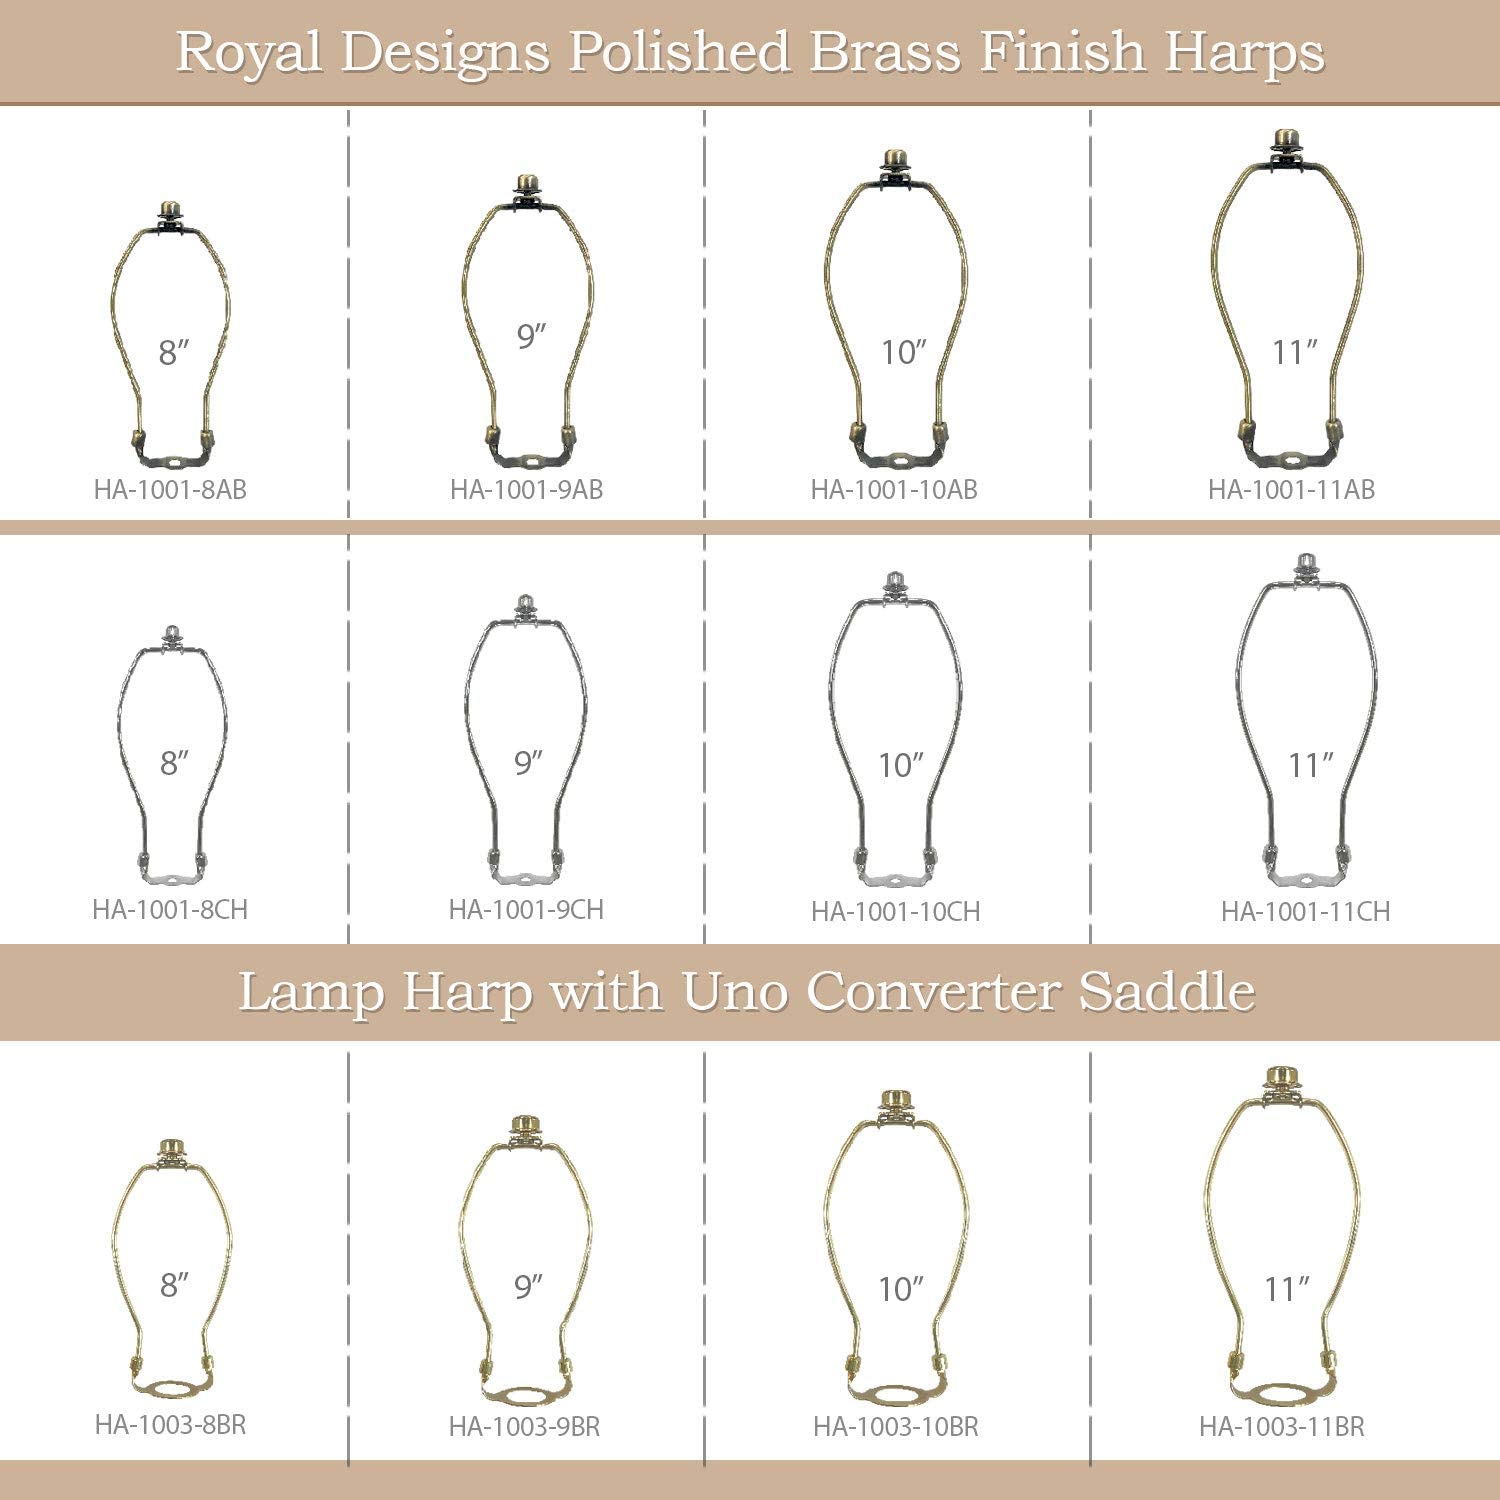 Royal Designs Polished Brass Finish Harps
8” 9” 10” 11”
HA-1001-8AB HA-1001-9AB HA-1001-10AB HA-1001-11AB
8” 9” 10” 11”
HA-1001-8CH HA-1001-9CH HA-1001-10CH HA-1001-11CH
Lamp Harp with Uno Converter Saddle
8” 9” 10” 11”
HA-1003-8BR HA-1003-9BR HA-1003-10BR HA-1003-11BR